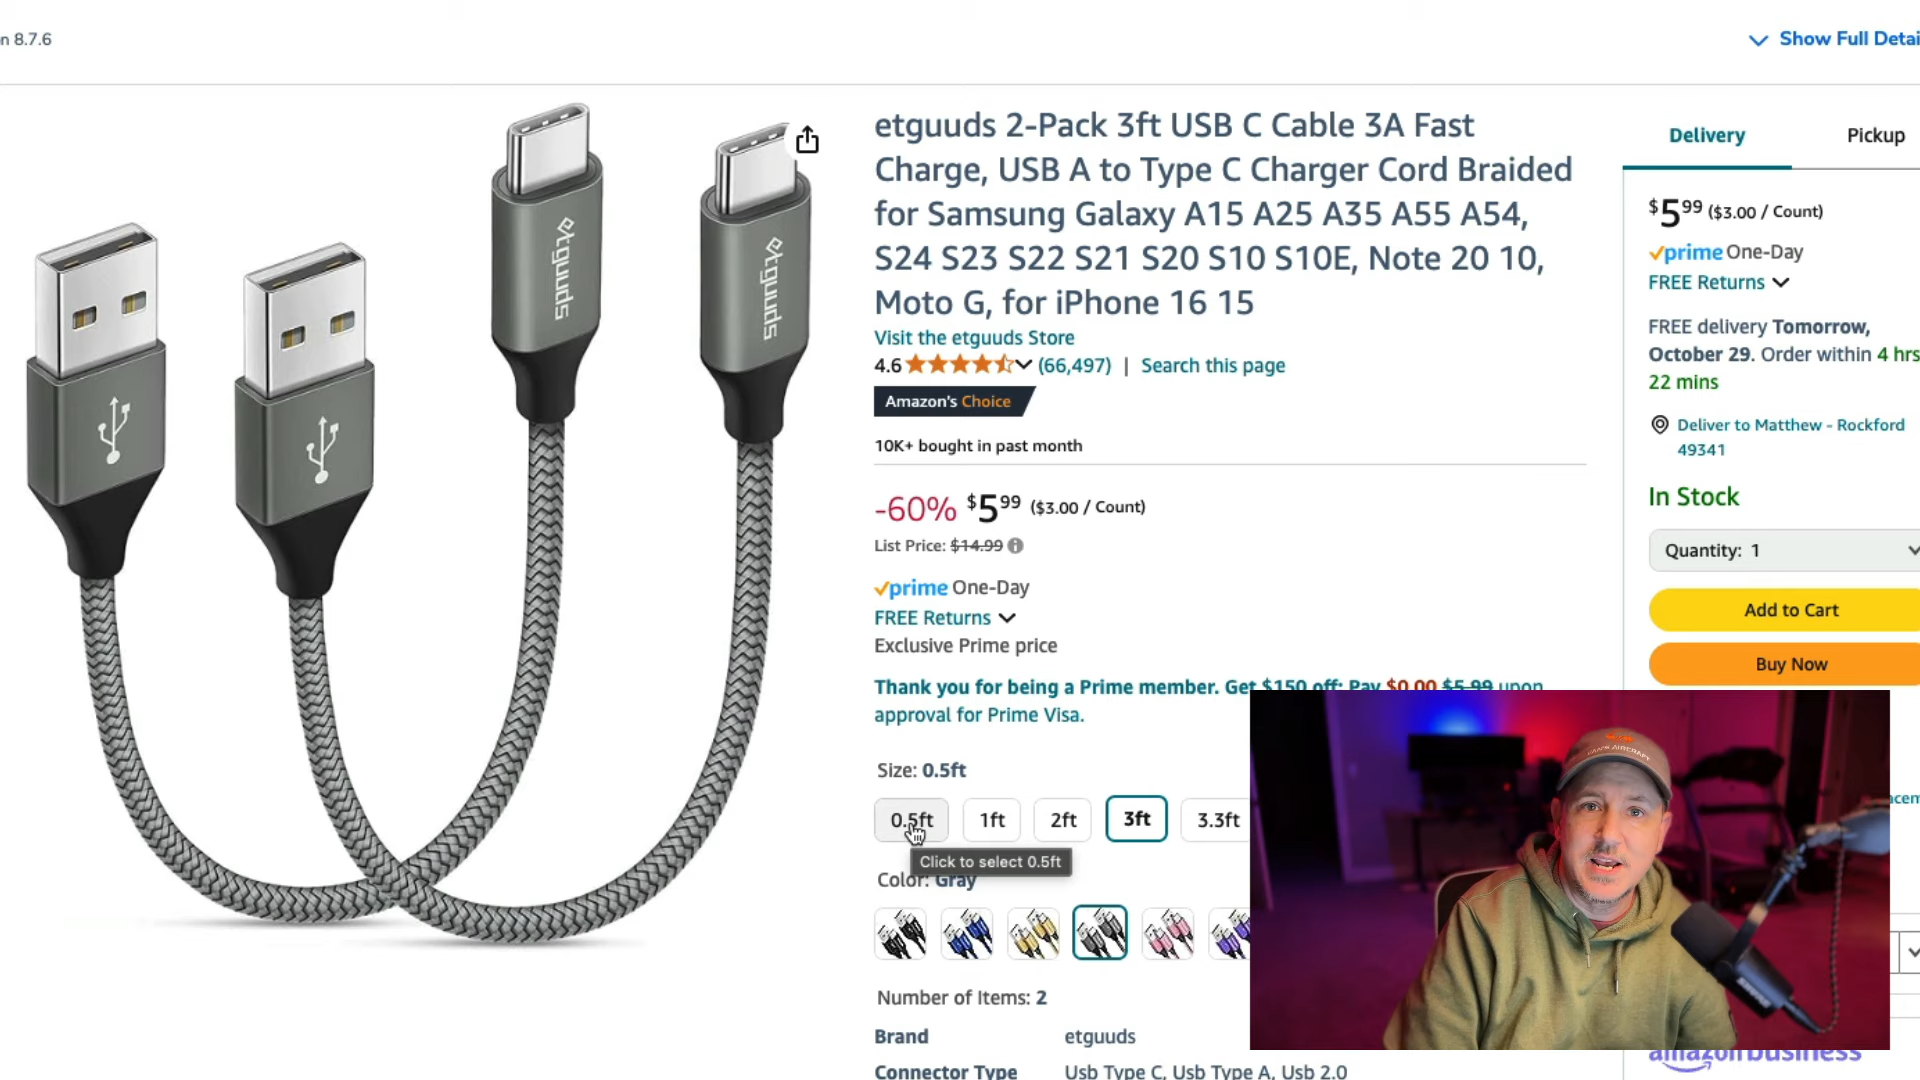 n 8.7.6
Show Full Detai
etguuds
etguuds
etguuds 2-Pack 3ft USB C Cable 3A Fast
Charge, USB A to Type C Charger Cord Braided
for Samsung Galaxy A15 A25 A35 A55 A54,
S24 S23 S22 S21 S20 S10 S10E, Note 20 10,
Moto G, for iPhone 16 15
Visit the etguuds Store
4.6 (66,497) | Search this page
Amazon's Choice
10K+ bought in past month
-60% $5 99 ($3.00 / Count)
List Price: $14.99
prime One-Day
FREE Returns
Exclusive Prime price
Thank you for being a Prime member. Get $150 off: Pay $0.00 $5.99 upon
approval for Prime Visa.
Size: 0.5ft
0.5ft 1ft 2ft 3ft 3.3ft
Click to select 0.5ft
Color: Gray
Number of Items: 2
Brand etguuds
Connector Type Usb Type C, Usb Type A, Usb 2.0
Delivery Pickup
$5 99 ($3.00 / Count)
prime One-Day
FREE Returns
FREE delivery Tomorrow,
October 29. Order within 4 hrs
22 mins
Deliver to Matthew - Rockford
49341
In Stock
Quantity: 1
Add to Cart
Buy Now
acem
amazon business